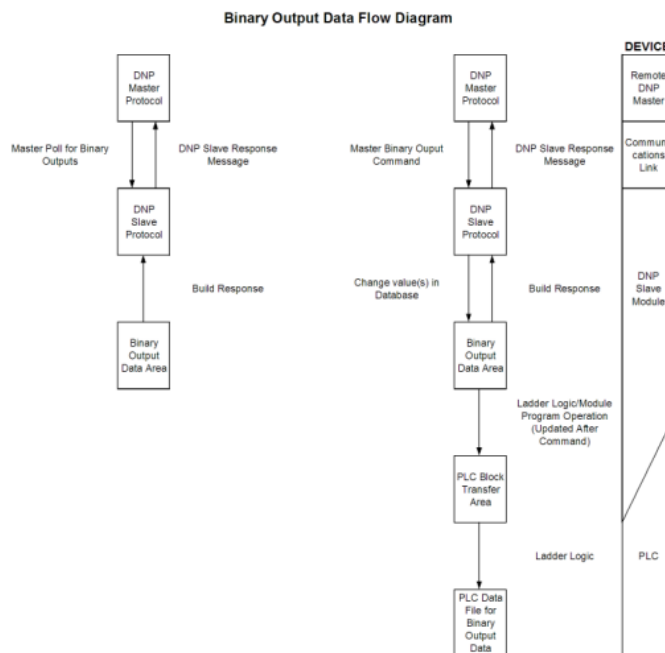 Binary Output Data Flow Diagram
DEVICE
DNP
Master
Protocol
DNP
Master
Protocol
Remote
DNP
Master
Master Poll for Binary
Outputs
DNP Slave Response
Message
Master Binary Ouput
Command
DNP Slave Response
Message
Commun
ications
Link
DNP
Slave
Protocol
DNP
Slave
Protocol
Build Response
Change value(s) in
Database
Build Response
DNP
Slave
Module
Binary
Output
Data Area
Binary
Output
Data Area
Ladder Logic/Module
Program Operation
(Updated After
Command)
PLC Block
Transfer
Area
Ladder Logic
PLC
PLC Data
File for
Binary
Output
Data